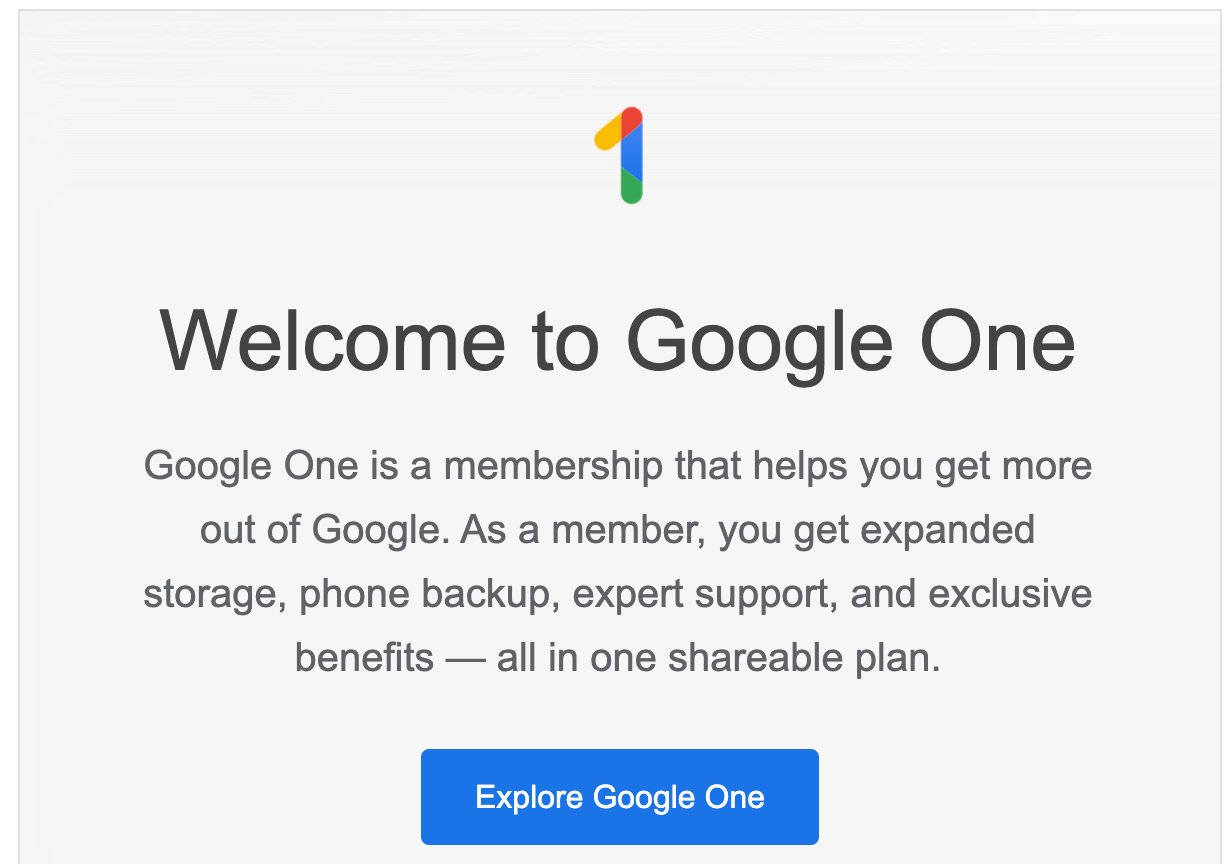 Welcome to Google One
Google One is a membership that helps you get more
out of Google. As a member, you get expanded
storage, phone backup, expert support, and exclusive
benefits — all in one shareable plan.
Explore Google One